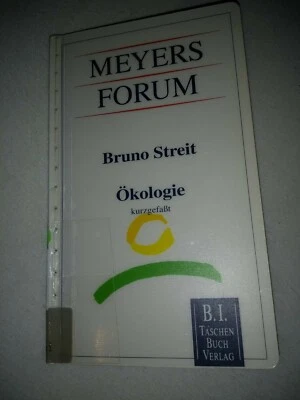 MEYERS
FORUM
Bruno Streit
Ökologie
kurzgefaßt
B.I.
TASCHEN
BUCH
VERLAG